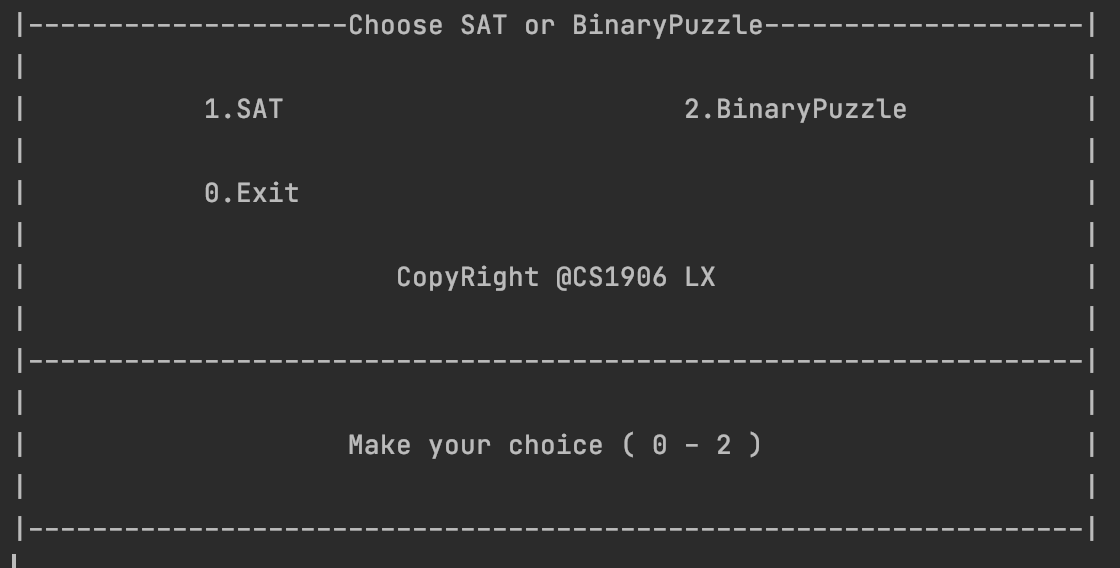 |--------------------Choose SAT or BinaryPuzzle--------------------|
| |
| 1.SAT 2.BinaryPuzzle |
| |
| 0.Exit |
| |
| CopyRight @CS1906 LX |
| |
|------------------------------------------------------------------|
| |
| Make your choice ( 0 - 2 ) |
| |
|------------------------------------------------------------------|